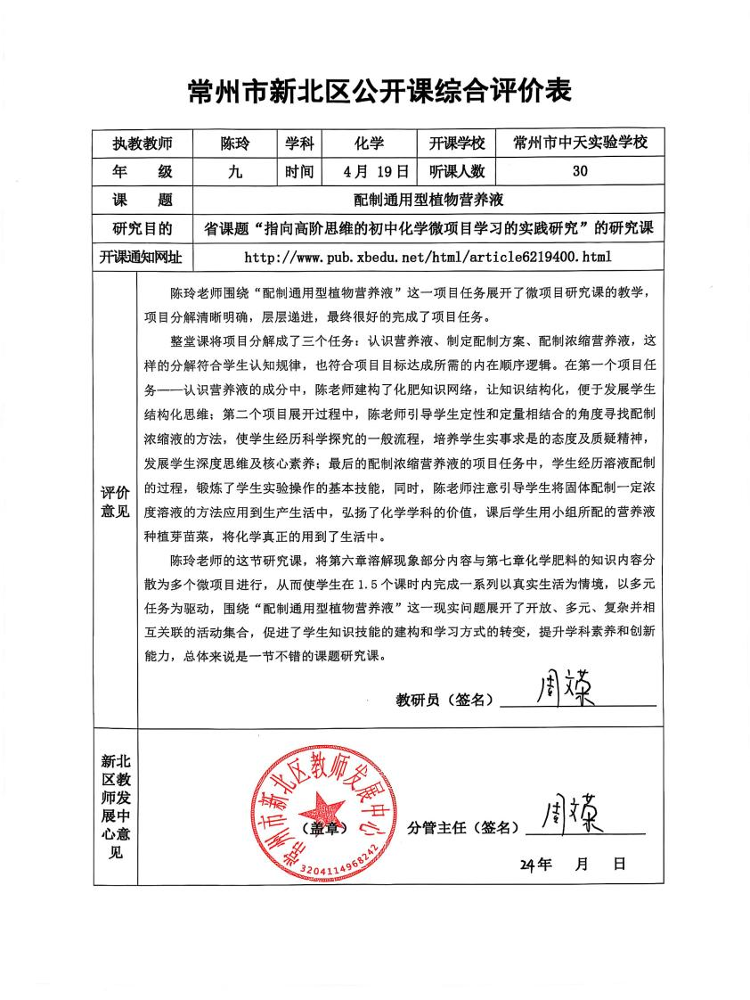 常州市新北区公开课综合评价表
执教教师 陈玲 学科 化学 开课学校 常州市中天实验学校
年 级 九 时间 4月 19日 听课人数 30
课 题 配制通用型植物营养液
研究目的 省课题“指向高阶思维的初中化学微项目学习的实践研究”的研究课
开课通知网址 http://www.pub.xbedu.net/html/article6219400.html
评价
意见
陈玲老师围绕“配制通用型植物营养液”这一项目任务展开了微项目研究课的教学，
项目分解清晰明确，层层递进，最终很好的完成了项目任务。
整堂课将项目分解成了三个任务：认识营养液、制定配制方案、配制浓缩营养液，这
样的分解符合学生认知规律，也符合项目目标达成所需的内在顺序逻辑。在第一个项目任
务——认识营养液的成分中，陈老师建构了化肥知识网络，让知识结构化，便于发展学生
结构化思维；第二个项目展开过程中，陈老师引导学生定性和定量相结合的角度寻找配制
浓缩液的方法，使学生经历科学探究的一般流程，培养学生实事求是的态度及质疑精神，
发展学生深度思维及核心素养；最后的配制浓缩营养液的项目任务中，学生经历溶液配制
的过程，锻炼了学生实验操作的基本技能，同时，陈老师注意引导学生将固体配制一定浓
度溶液的方法应用到生产生活中，弘扬了化学学科的价值，课后学生用小组所配的营养液
种植芽苗菜，将化学真正的用到了生活中。
陈玲老师的这节研究课，将第六章溶解现象部分内容与第七章化学肥料的知识内容分
散为多个微项目进行，从而使学生在 1.5 个课时内完成一系列以真实生活为情境，以多元
任务为驱动，围绕“配制通用型植物营养液”这一现实问题展开了开放、多元、复杂并相
互关联的活动集合，促进了学生知识技能的建构和学习方式的转变，提升学科素养和创新
能力，总体来说是一节不错的课题研究课。
教研员（签名） 周文荣
新北
区教
师发
展中
心意
见
常州市新北区教师发展中心
（盖章）
3204114968242
分管主任（签名） 周文荣
24年 月 日